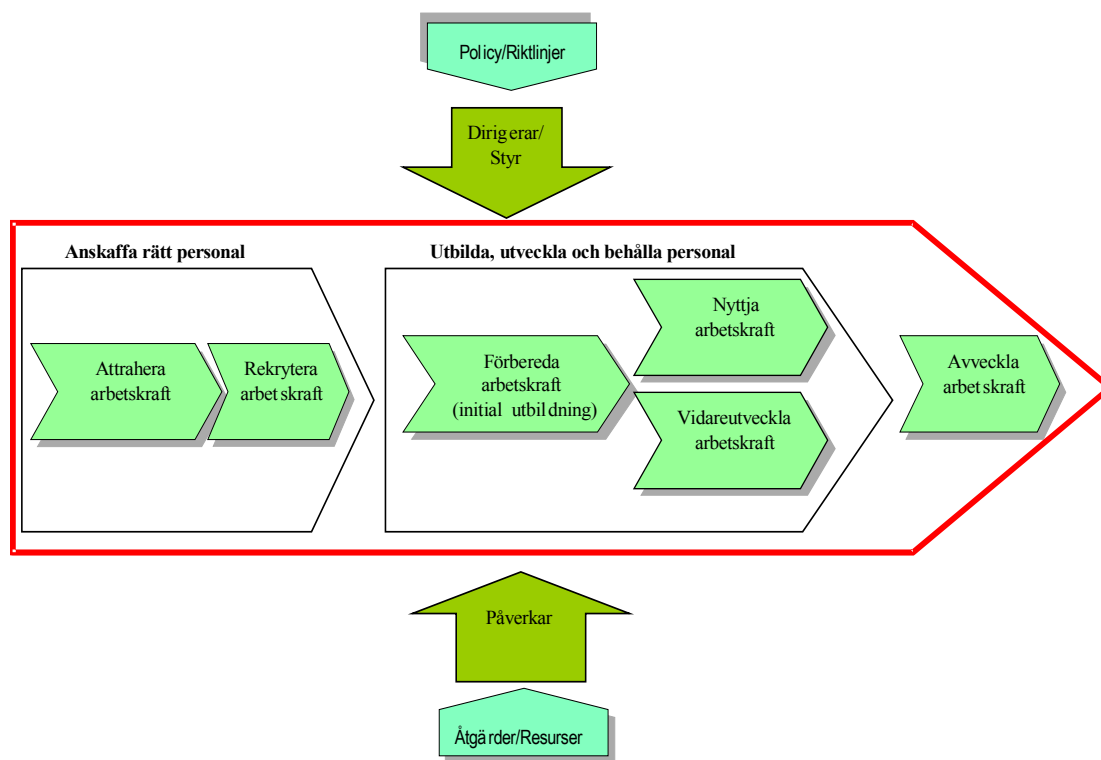 Policy/Riktlinjer
Dirigerar/
Styr
Anskaffa rätt personal
Utbilda, utveckla och behålla personal
Attrahera
arbetskraft
Rekrytera
arbetskraft
Förbereda
arbetskraft
(initial utbildning)
Nyttja
arbetskraft
Vidareutveckla
arbetskraft
Avveckla
arbetskraft
Påverkar
Åtgärder/Resurser